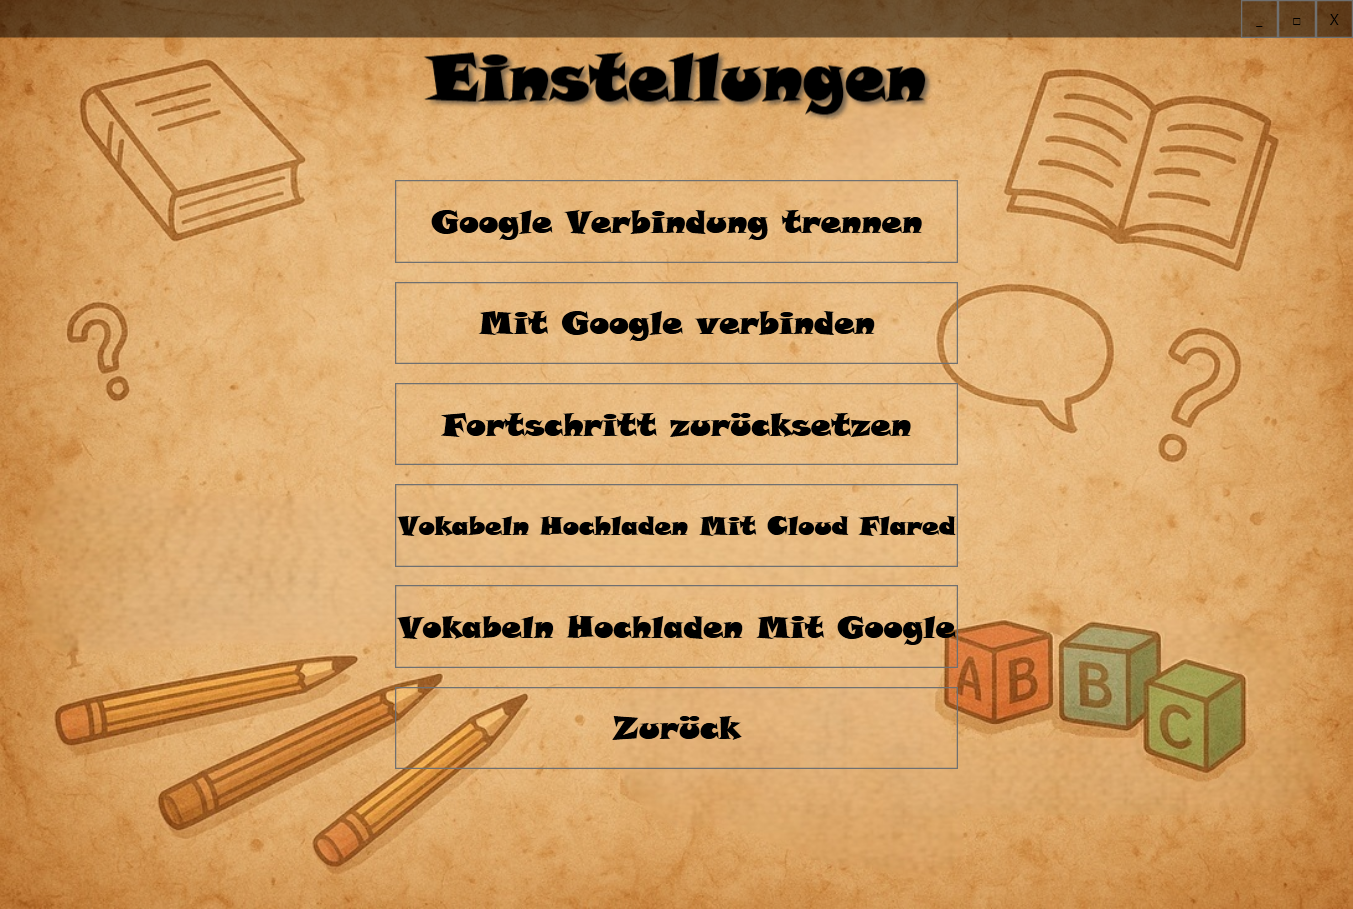 _ □ X
Einstellungen
Google Verbindung trennen
Mit Google verbinden
Fortschritt zurücksetzen
Vokabeln Hochladen Mit Cloud Flared
Vokabeln Hochladen Mit Google
Zurück
A B B C